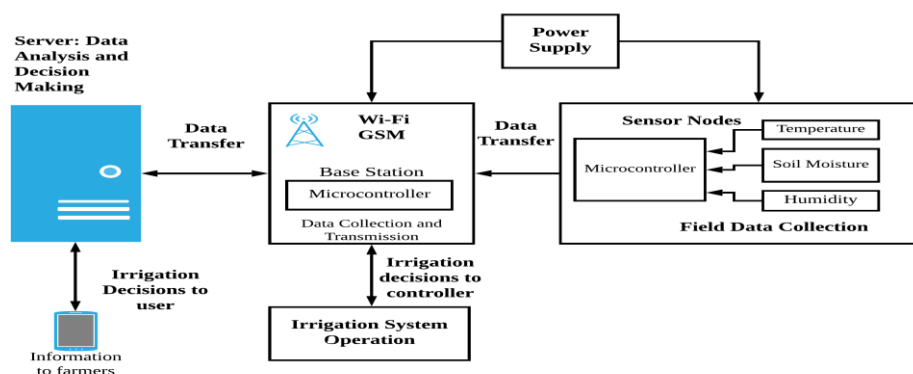 Server: Data
Analysis and
Decision
Making
Power
Supply
Data
Transfer
Wi-Fi
GSM
Base Station
Microcontroller
Data Collection and
Transmission
Data
Transfer
Sensor Nodes
Microcontroller
Temperature
Soil Moisture
Humidity
Field Data Collection
Irrigation
Decisions to
user
Irrigation
decisions to
controller
Irrigation System
Operation
Information
to farmers